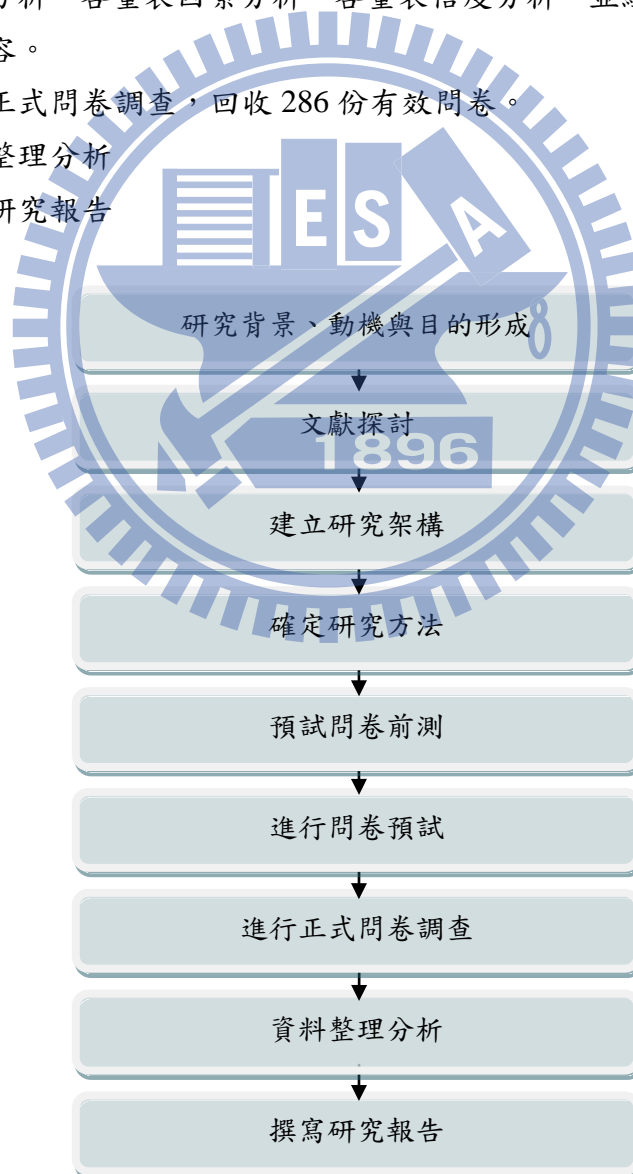 分析、各量表因素分析、各量表信度分析，並
容。
正式問卷調查，回收 286 份有效問卷。
整理分析
研究報告
E S A
研究背景、動機與目的形成
8
文獻探討
1896
建立研究架構
確定研究方法
預試問卷前測
進行問卷預試
進行正式問卷調查
資料整理分析
撰寫研究報告